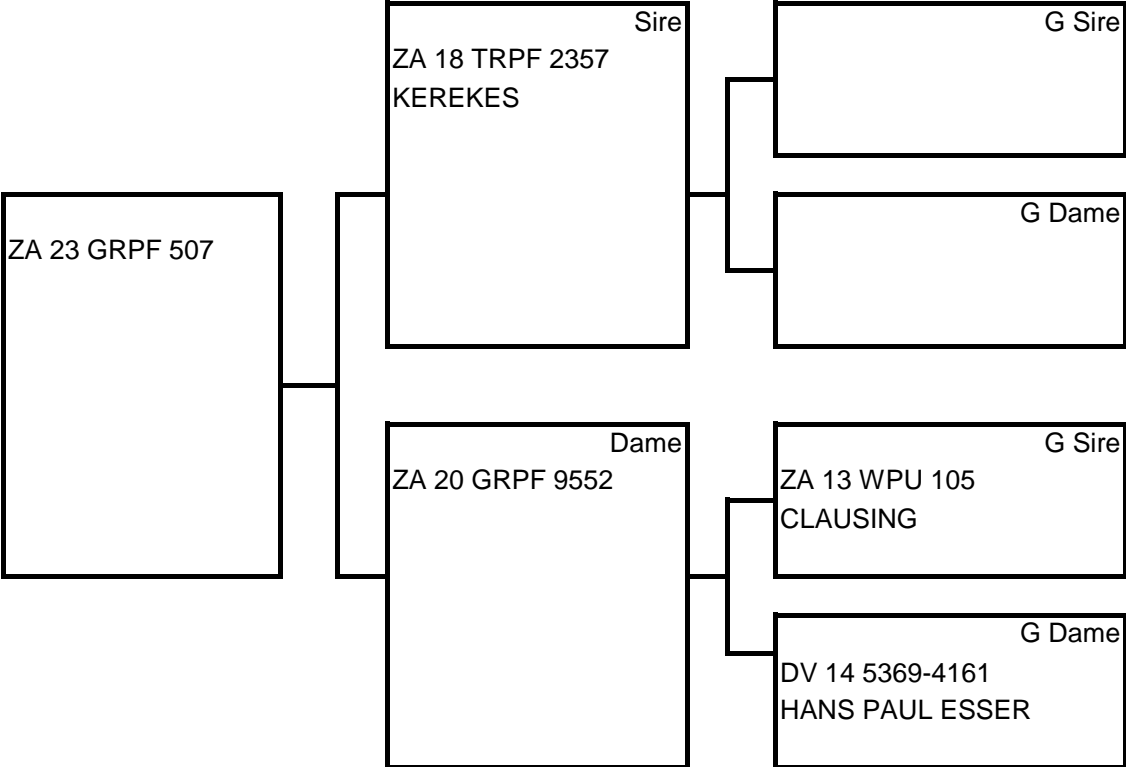 ZA 23 GRPF 507
Sire
ZA 18 TRPF 2357
KEREKES
G Sire
G Dame
Dame
ZA 20 GRPF 9552
G Sire
ZA 13 WPU 105
CLAUSING
G Dame
DV 14 5369-4161
HANS PAUL ESSER